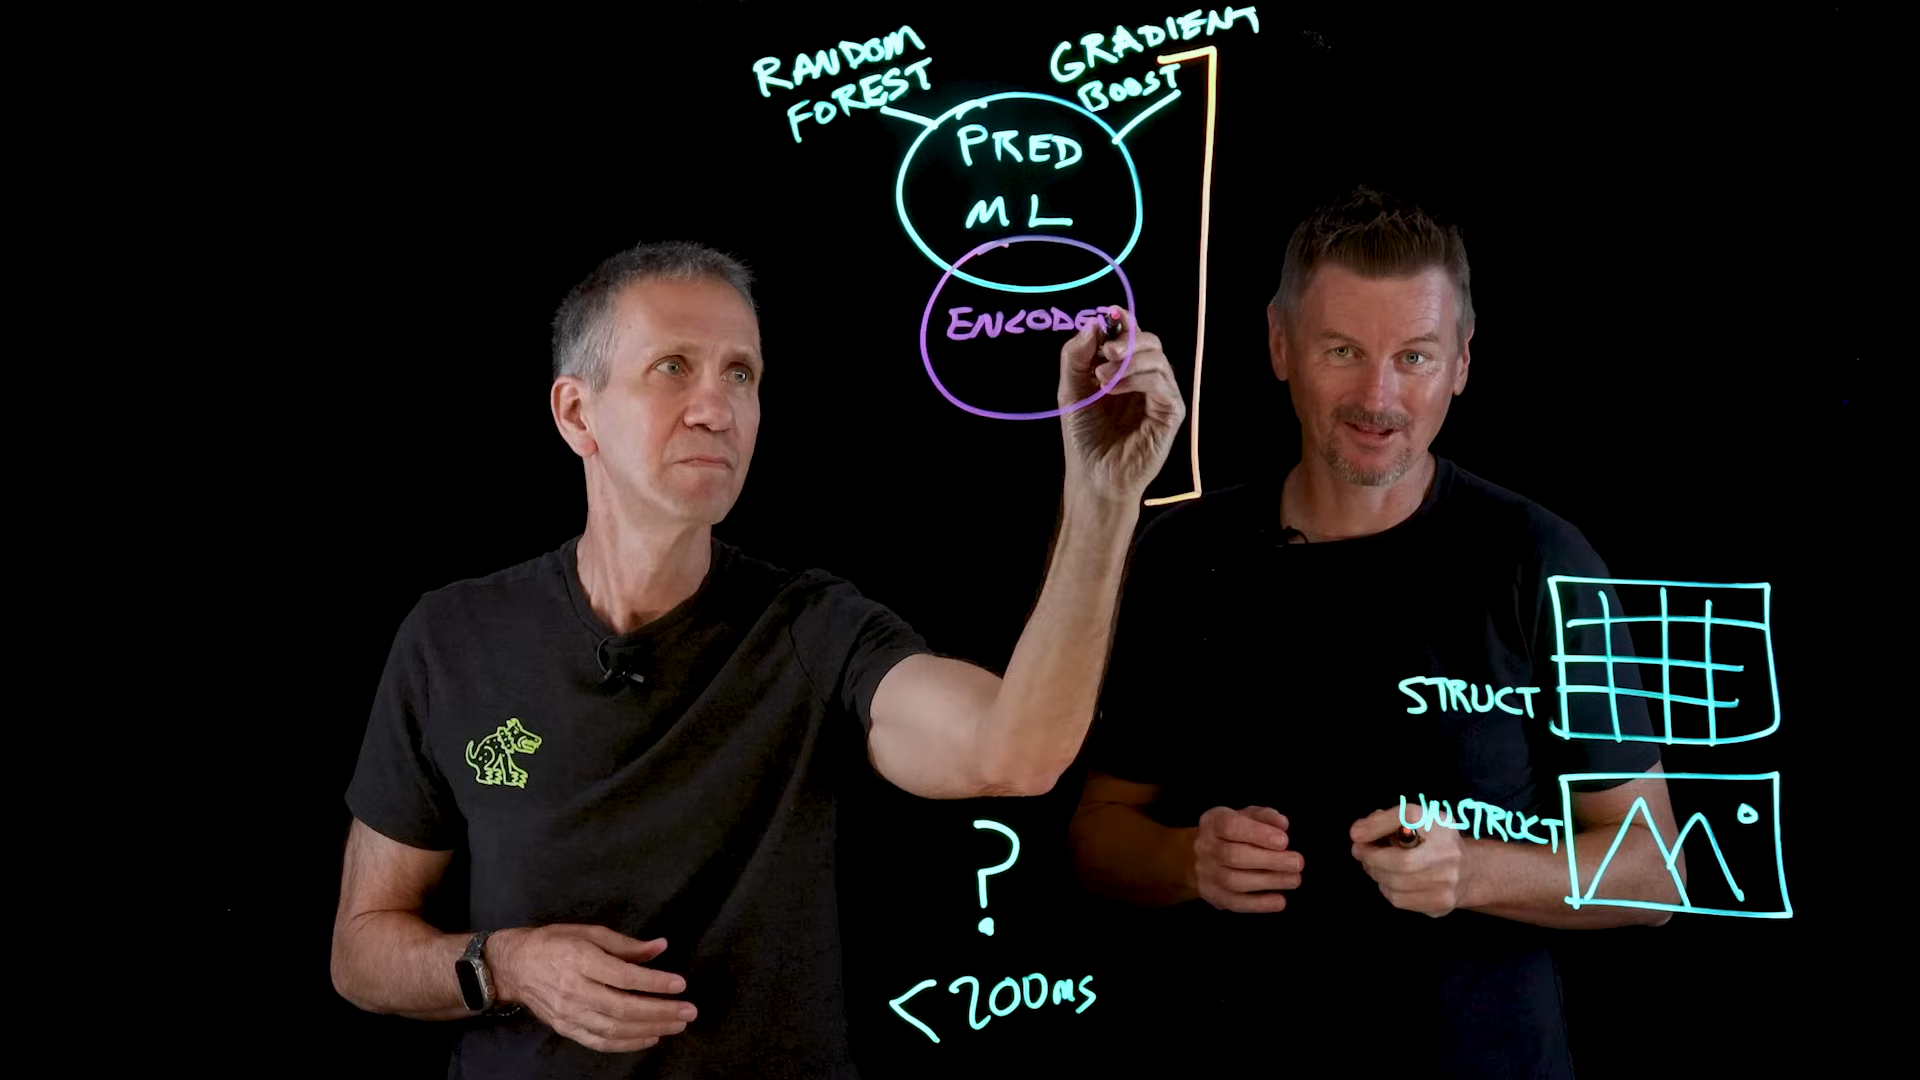 RANDOM
FOREST
GRADIENT
BOOST
PRED
ML
ENCODER
STRUCT
UNSTRUCT
?
<200ms